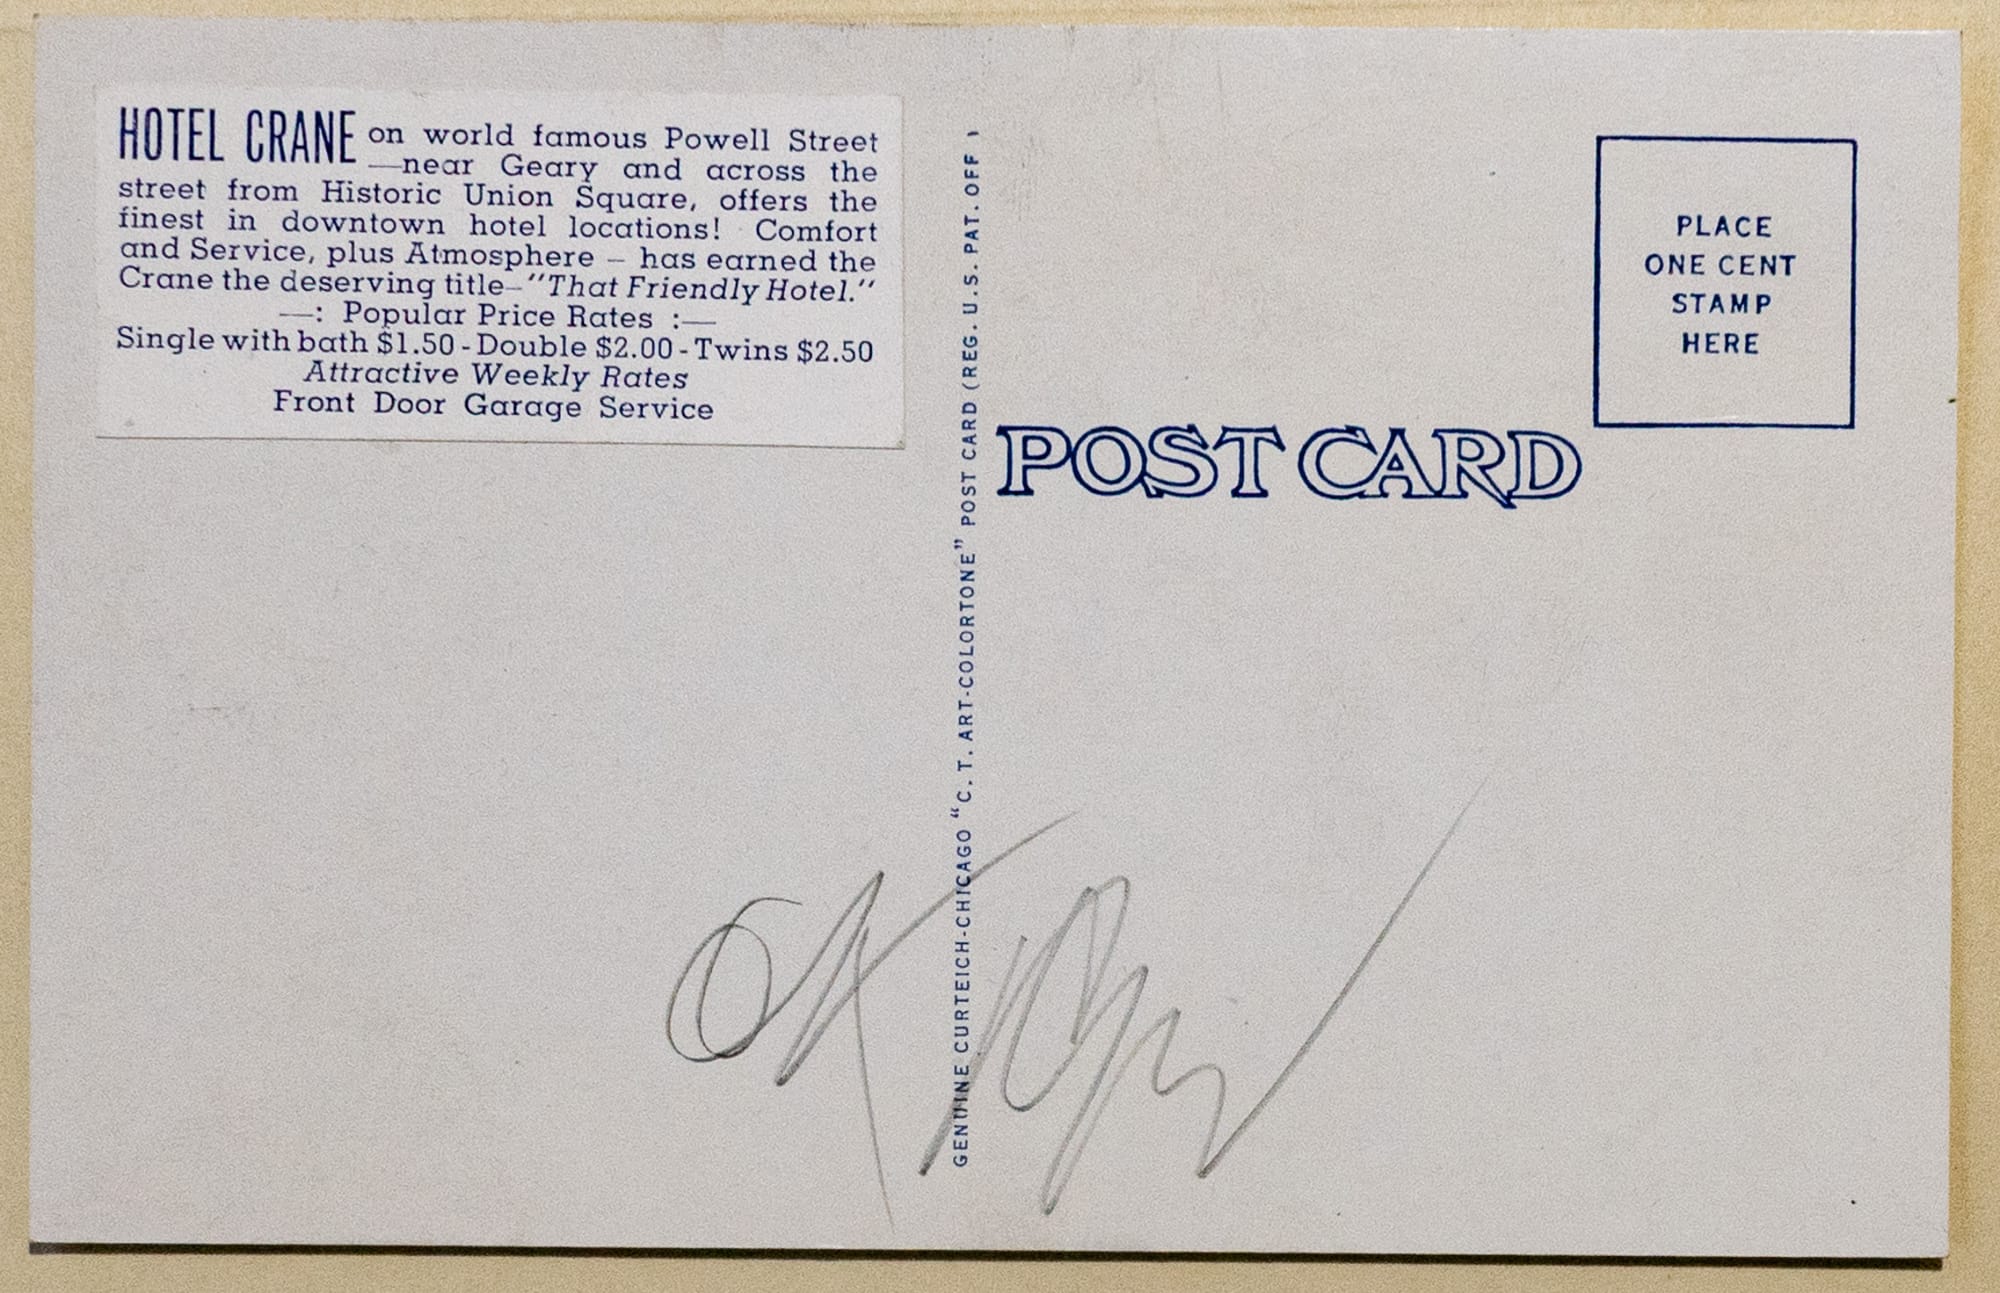 HOTEL CRANE on world famous Powell Street
—near Geary and across the
street from Historic Union Square, offers the
finest in downtown hotel locations! Comfort
and Service, plus Atmosphere – has earned the
Crane the deserving title–"That Friendly Hotel."
—: Popular Price Rates :—
Single with bath $1.50 - Double $2.00 - Twins $2.50
Attractive Weekly Rates
Front Door Garage Service
GENUINE CURTEICH-CHICAGO "C. T. ART-COLORTONE" POST CARD (REG. U.S. PAT. OFF.)
POST CARD
PLACE
ONE CENT
STAMP
HERE
OK